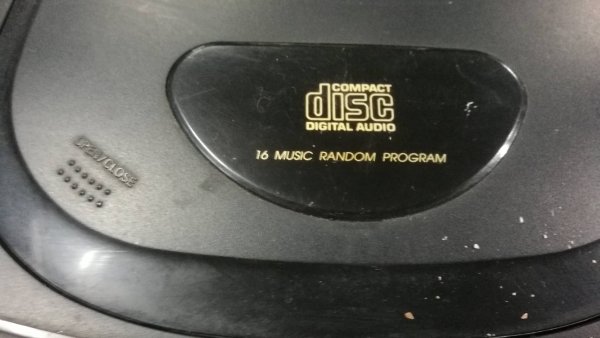 COMPACT
disc
DIGITAL AUDIO
16 MUSIC RANDOM PROGRAM
OPEN/CLOSE